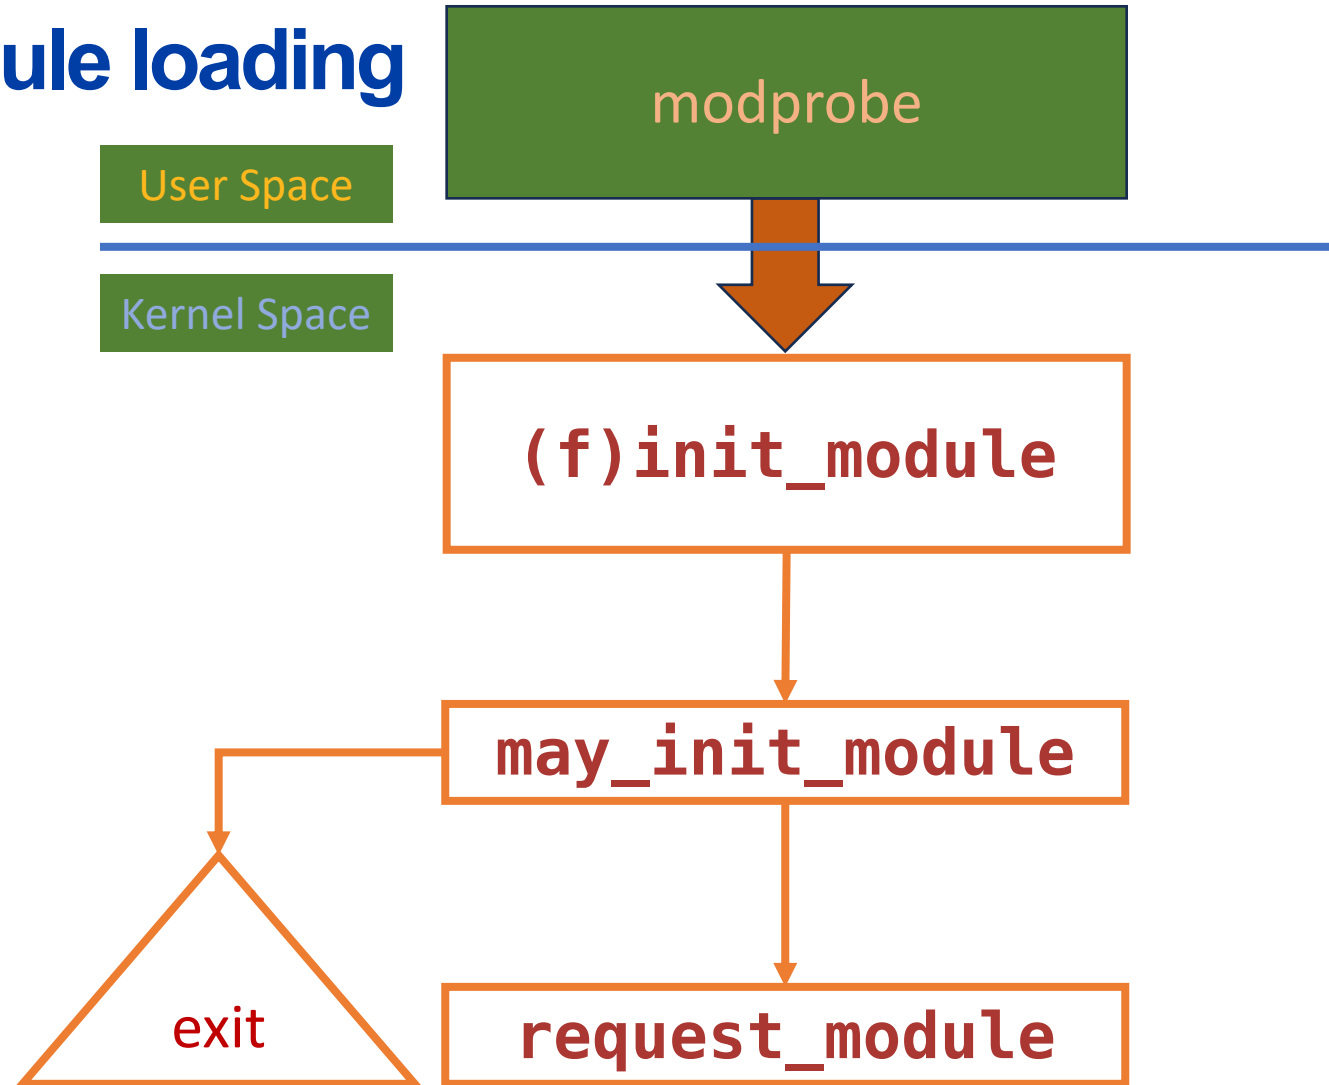 ule loading
modprobe
User Space
Kernel Space
(f)init_module
may_init_module
exit
request_module